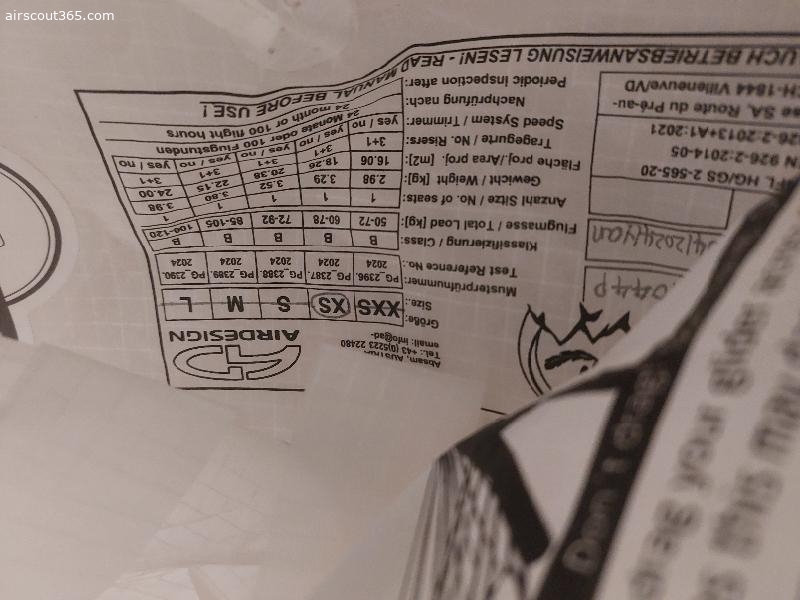 airscout365.com
AIRDESIGN
Absam, AUSTRIA
Tel.: +43 (0)5223 22480
email: info@ad-
Größe:
Size: XXS XS S M L
Musterprüfnummer:
Test Reference No.: PG_2396. 2024 PG_2387. 2024 PG_2388. 2024 PG_2389. 2024 PG_2390. 2024
Klassifizierung / Class: B B B B B
Flugmasse / Total Load [kg]: 50-72 60-78 72-92 85-105 100-120
Anzahl Sitze / No. of seats: 1 1 1 1 1
Gewicht / Weight [kg]: 2.98 3.29 3.52 3.80 3.98
Fläche proj./Area proj. [m2]: 16.06 18.26 20.38 22.15 24.00
Tragegurte / No. Risers: 3+1 3+1 3+1 3+1 3+1
Speed System / Trimmer: yes / no yes / no yes / no yes / no yes / no
Nachprüfung nach: 24 Monate oder 100 Flugstunden
Periodic inspection after: 24 month or 100 flight hours
UCH BETRIEBSANWEISUNG LESEN! - READ MANUAL BEFORE USE!
FL HG/GS 2-565-20
N 926-2:2014-05
26-2:2013+A1:2021
se SA, Route du Pré-au-
CH-1844 Villeneuve/VD
Don't drag
glide